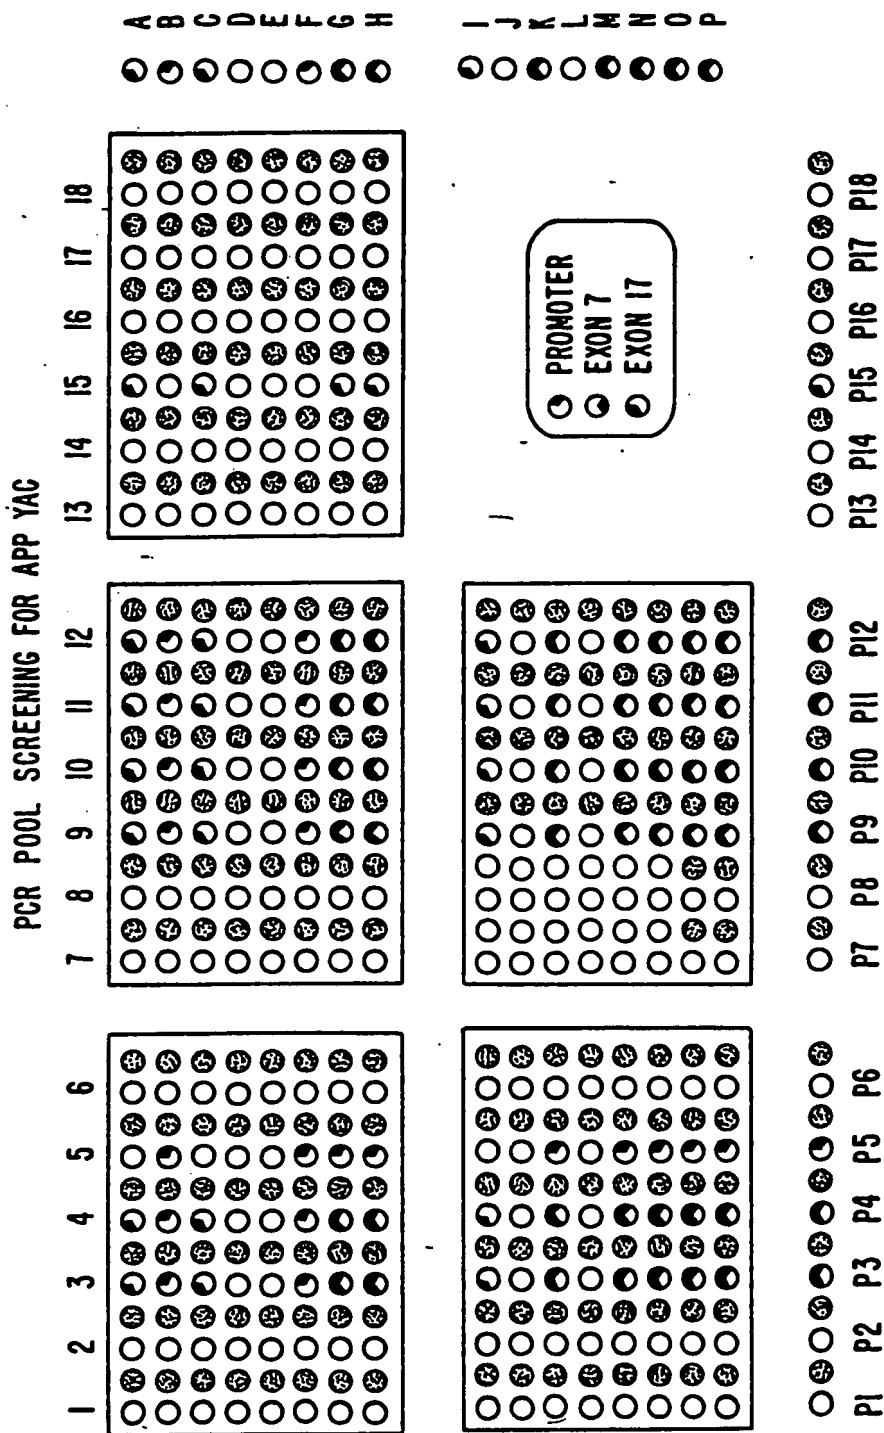 PCR POOL SCREENING FOR APP YAC
1 2 3 4 5 6
7 8 9 10 11 12
13 14 15 16 17 18
A
B
C
D
E
F
G
H
I
J
K
L
M
N
O
P
PROMOTER
EXON 7
EXON 17
P1 P2 P3 P4 P5 P6
P7 P8 P9 P10 P11 P12
P13 P14 P15 P16 P17 P18